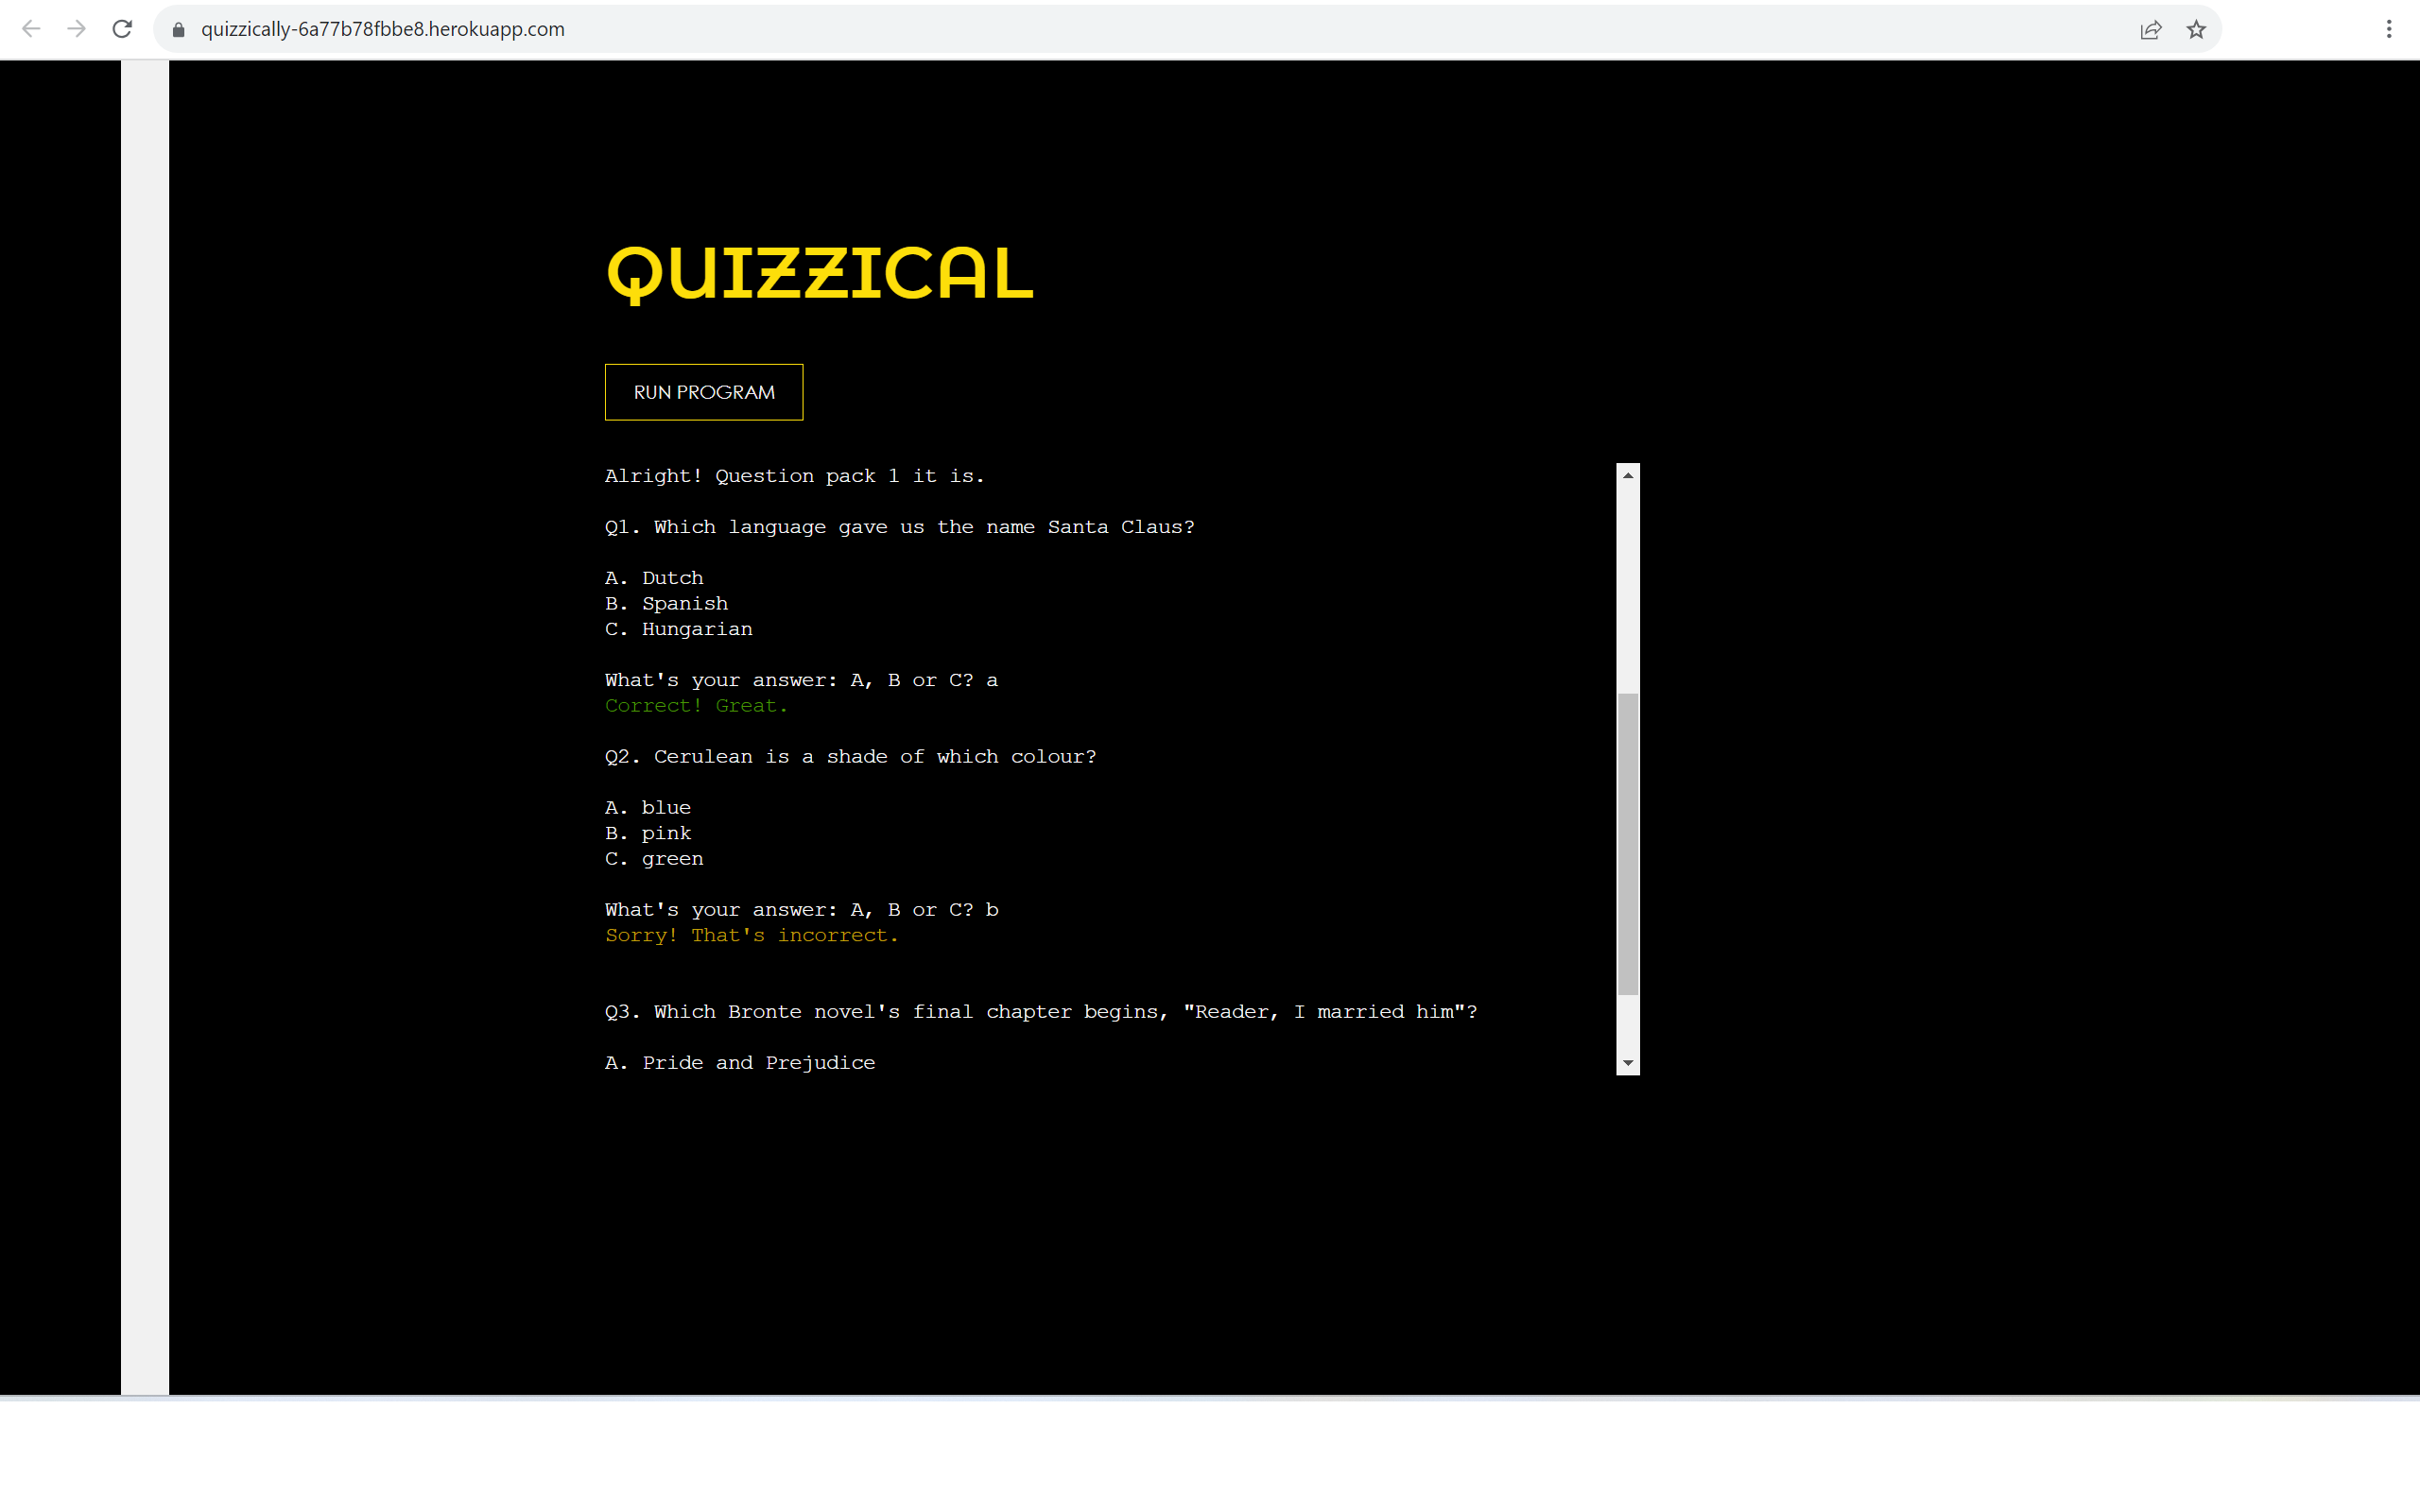 quizzically-6a77b78fbbe8.herokuapp.com
QUIZZICAL
RUN PROGRAM
Alright! Question pack 1 it is.
Q1. Which language gave us the name Santa Claus?
A. Dutch
B. Spanish
C. Hungarian
What's your answer: A, B or C? a
Correct! Great.
Q2. Cerulean is a shade of which colour?
A. blue
B. pink
C. green
What's your answer: A, B or C? b
Sorry! That's incorrect.
Q3. Which Bronte novel's final chapter begins, "Reader, I married him"?
A. Pride and Prejudice